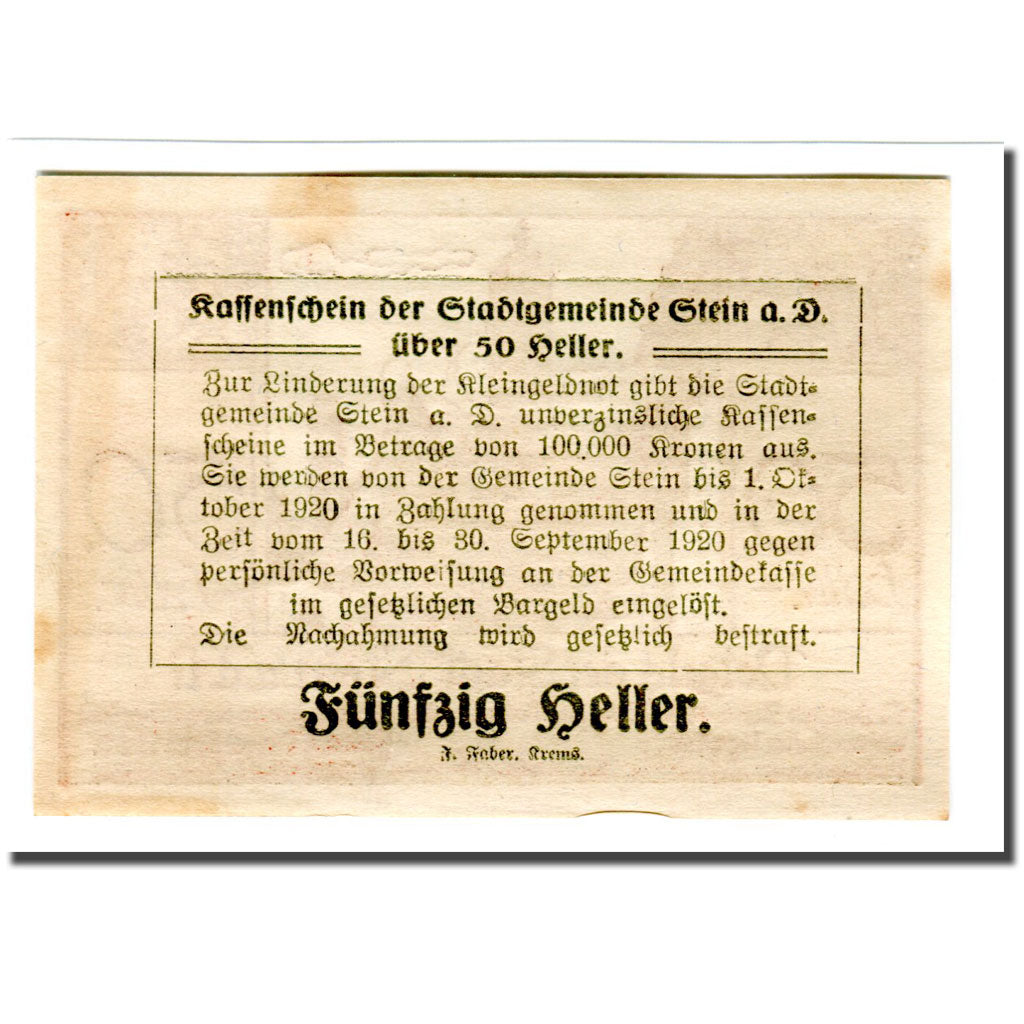 Kassenschein der Stadtgemeinde Stein a. D.
über 50 Heller.
Zur Linderung der Kleingeldnot gibt die Stadt-
gemeinde Stein a. D. unverzinsliche Kassen-
scheine im Betrage von 100.000 Kronen aus.
Sie werden von der Gemeinde Stein bis 1. Ok-
tober 1920 in Zahlung genommen und in der
Zeit vom 16. bis 30. September 1920 gegen
persönliche Vorweisung an der Gemeindekasse
im gesetzlichen Bargeld eingelöst.
Die Nachahmung wird gesetzlich bestraft.
Fünfzig Heller.
F. Faber, Krems.